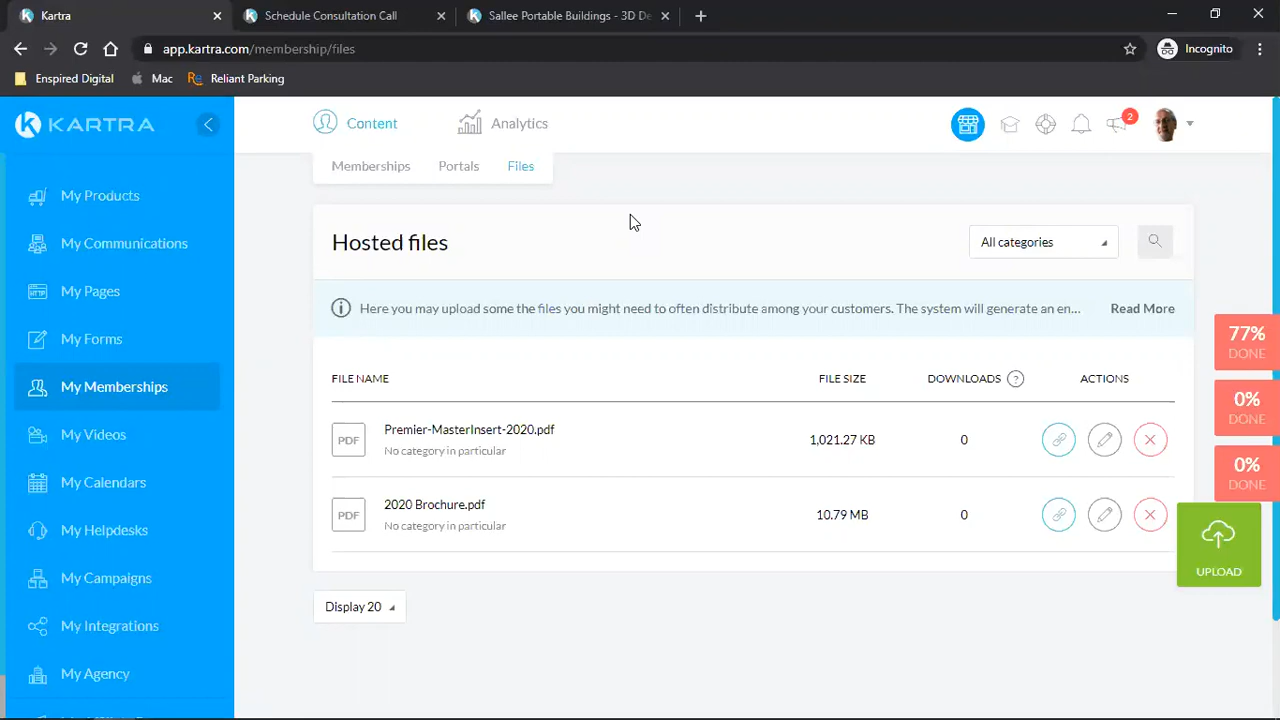 Kartra
Schedule Consultation Call
Sallee Portable Buildings - 3D De
app.kartra.com/membership/files
Incognito
Enspired Digital
Mac
Reliant Parking
KARTRA
Content
Analytics
2
Memberships
Portals
Files
My Products
My Communications
My Pages
My Forms
My Memberships
My Videos
My Calendars
My Helpdesks
My Campaigns
My Integrations
My Agency
Hosted files
All categories
Here you may upload some the files you might need to often distribute among your customers. The system will generate an en...
Read More
FILE NAME
FILE SIZE
DOWNLOADS ?
ACTIONS
PDF
Premier-MasterInsert-2020.pdf
No category in particular
1,021.27 KB
0
PDF
2020 Brochure.pdf
No category in particular
10.79 MB
0
Display 20
77%
DONE
0%
DONE
0%
DONE
UPLOAD